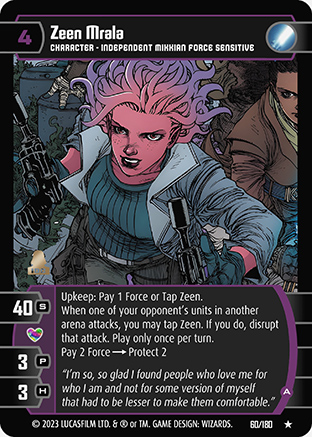 4 Zeen Mrala
CHARACTER - INDEPENDENT MIKKIAN FORCE SENSITIVE
40 S
Upkeep: Pay 1 Force or Tap Zeen.
When one of your opponent's units in another
arena attacks, you may tap Zeen. If you do, disrupt
that attack. Play only once per turn.
3 P
Pay 2 Force → Protect 2
3 H
"I'm so, so glad I found people who love me for
who I am and not for some version of myself
that had to be lesser to make them comfortable."
A
© 2023 LUCASFILM LTD. & ® or TM. GAME DESIGN: WIZARDS. 60/180 ★